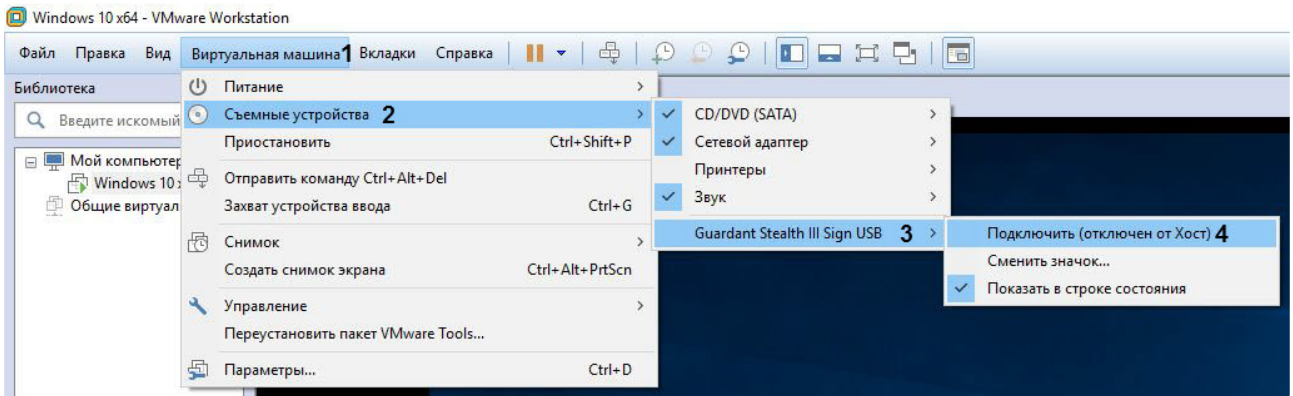 Windows 10 x64 - VMware Workstation
Файл Правка Вид Виртуальная машина 1 Вкладки Справка
Библиотека
Введите искомый
Мой компьютер
Windows 10 x
Общие виртуал
Питание
Съемные устройства 2
Приостановить Ctrl+Shift+P
Отправить команду Ctrl+Alt+Del
Захват устройства ввода Ctrl+G
Снимок
Создать снимок экрана Ctrl+Alt+PrtScn
Управление
Переустановить пакет VMware Tools...
Параметры... Ctrl+D
CD/DVD (SATA)
Сетевой адаптер
Принтеры
Звук
Guardant Stealth III Sign USB 3
Подключить (отключен от Хост) 4
Сменить значок...
Показать в строке состояния